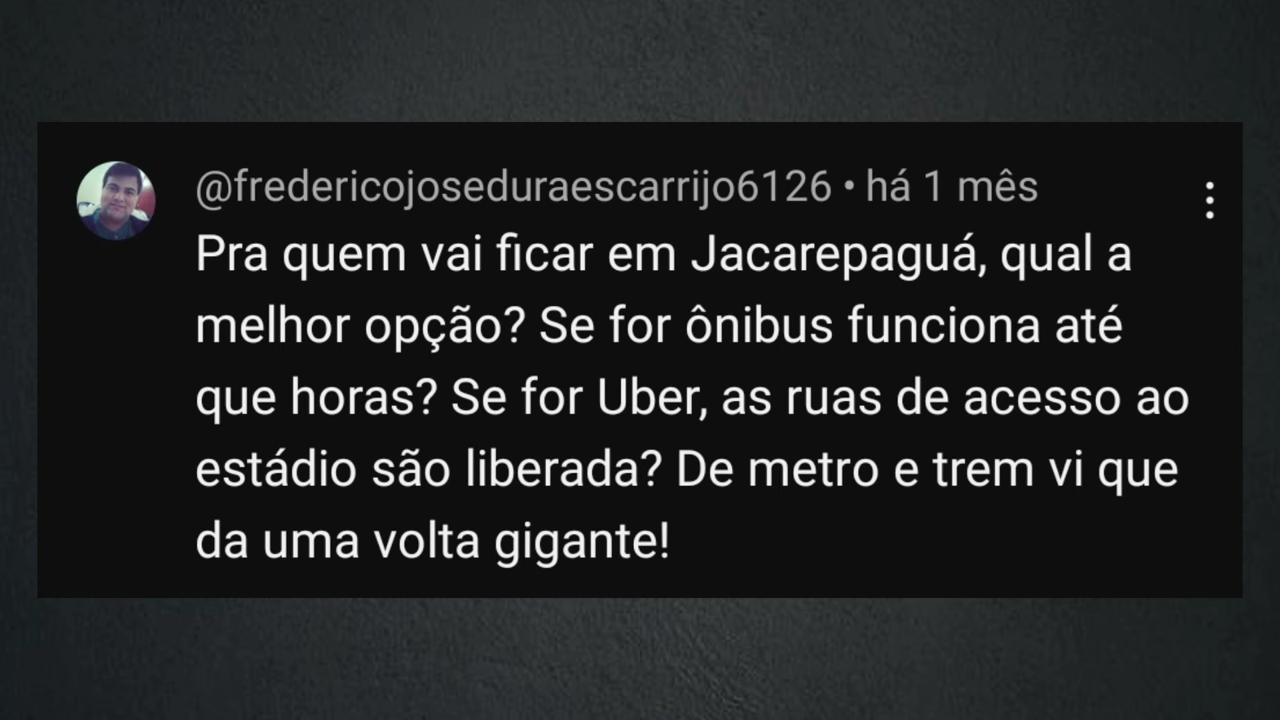 @fredericojoseduraescarrijo6126 • há 1 mês
Pra quem vai ficar em Jacarepaguá, qual a
melhor opção? Se for ônibus funciona até
que horas? Se for Uber, as ruas de acesso ao
estádio são liberada? De metro e trem vi que
da uma volta gigante!